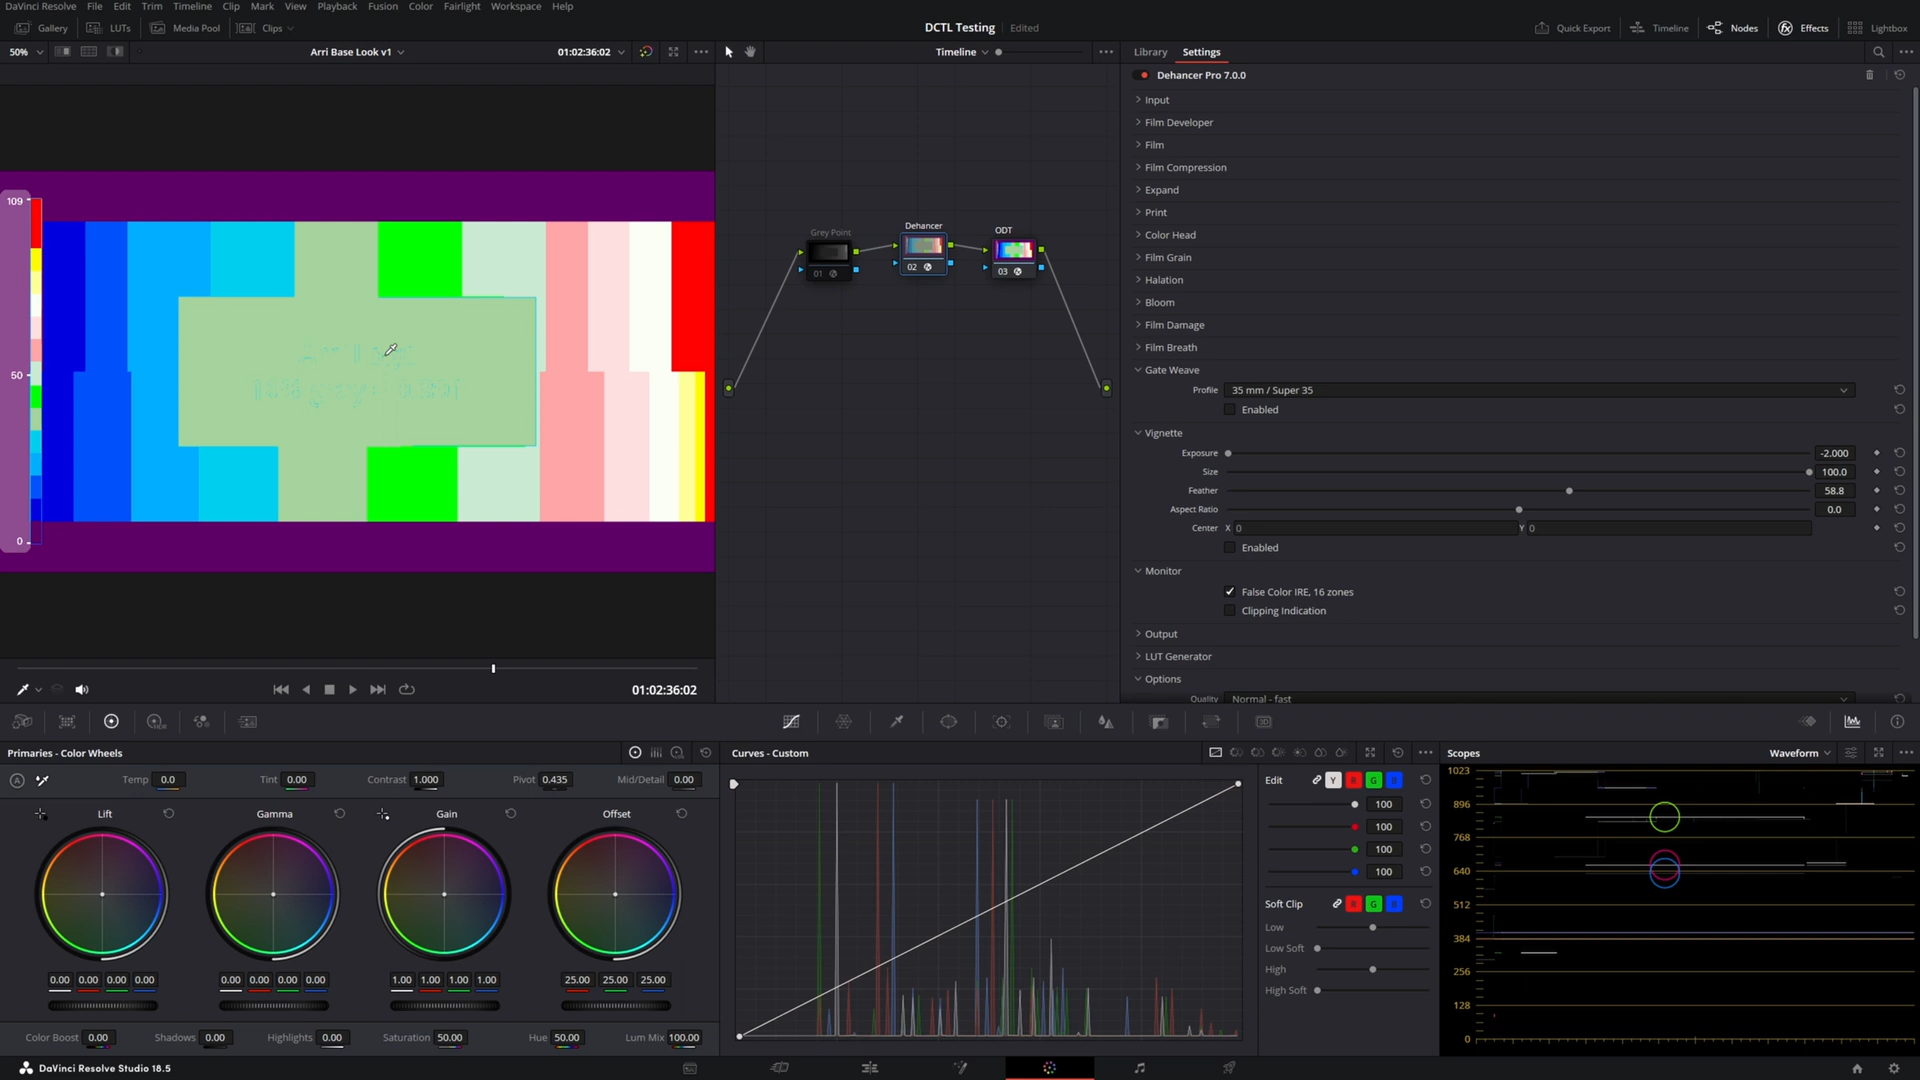 DaVinci Resolve File Edit Trim Timeline Clip Mark View Playback Fusion Color Fairlight Workspace Help
Gallery LUTs Media Pool Clips DCTL Testing Edited Quick Export Timeline Nodes Effects Lightbox
50% Arri Base Look v1 01:02:36:02 Timeline Library Settings
Dehancer Pro 7.0.0
Input
Film Developer
Film
Film Compression
Expand
Print
Color Head
Film Grain
Halation
Bloom
Film Damage
Film Breath
Gate Weave
Profile 35 mm / Super 35
Enabled
Vignette
Exposure -2.000
Size 100.0
Feather 58.8
Aspect Ratio 0.0
Center X 0 Y 0
Enabled
Monitor
False Color IRE, 16 zones
Clipping Indication
Output
LUT Generator
Options
Quality Normal - fast
109
50
0
Grey Point
01
Dehancer
02
ODT
03
01:02:36:02
Primaries - Color Wheels
Temp 0.0 Tint 0.00 Contrast 1.000 Pivot 0.435 Mid/Detail 0.00
Lift Gamma Gain Offset
0.00 0.00 0.00 0.00 0.00 0.00 0.00 0.00 1.00 1.00 1.00 1.00 25.00 25.00 25.00
Color Boost 0.00 Shadows 0.00 Highlights 0.00 Saturation 50.00 Hue 50.00 Lum Mix 100.00
Curves - Custom
Edit Y R G B
100
100
100
100
Soft Clip R G B
Low
Low Soft
High
High Soft
Scopes Waveform
1023
896
768
640
512
384
256
128
0
DaVinci Resolve Studio 18.5